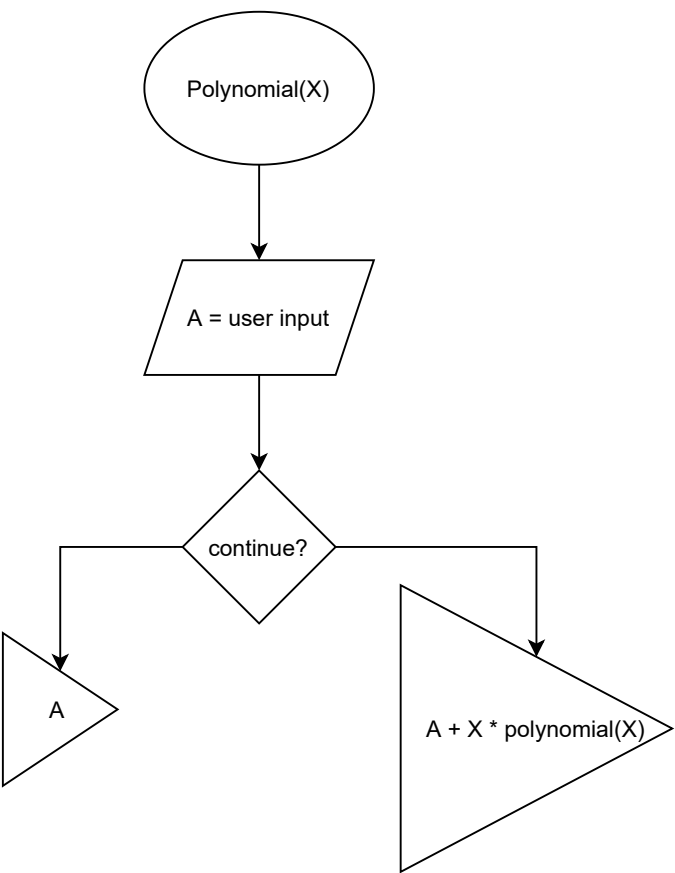 Polynomial(X)
A = user input
continue?
A
A + X * polynomial(X)